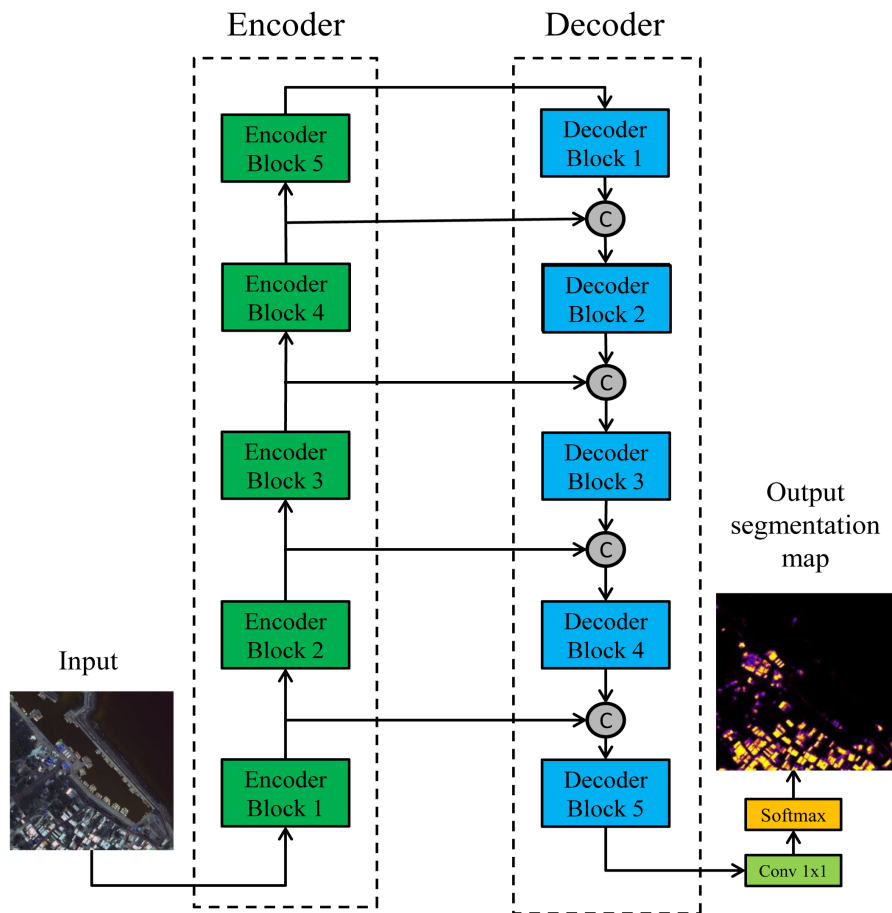 Encoder
Decoder
Encoder
Block 5
Decoder
Block 1
C
Encoder
Block 4
Decoder
Block 2
C
Encoder
Block 3
Decoder
Block 3
C
Encoder
Block 2
Decoder
Block 4
C
Encoder
Block 1
Decoder
Block 5
Input
Output
segmentation
map
Softmax
Conv 1x1